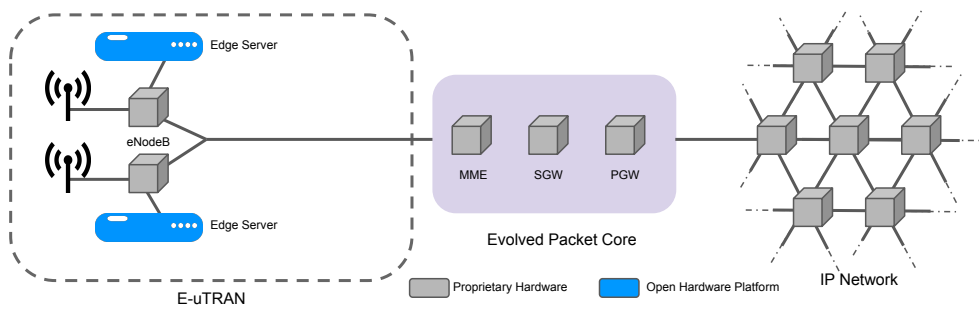 Edge Server
eNodeB
Edge Server
E-uTRAN
MME
SGW
PGW
Evolved Packet Core
IP Network
Proprietary Hardware
Open Hardware Platform